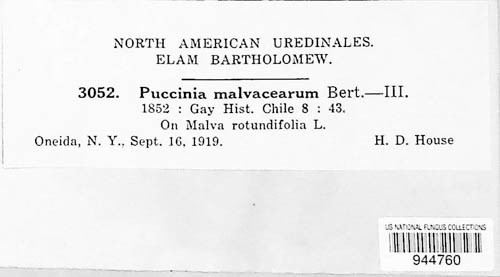 NORTH AMERICAN UREDINALES.
ELAM BARTHOLOMEW.
3052. Puccinia malvacearum Bert.—III.
1852 : Gay Hist. Chile 8 : 43.
On Malva rotundifolia L.
Oneida, N. Y., Sept. 16, 1919. H. D. House
US NATIONAL FUNGUS COLLECTIONS
944760